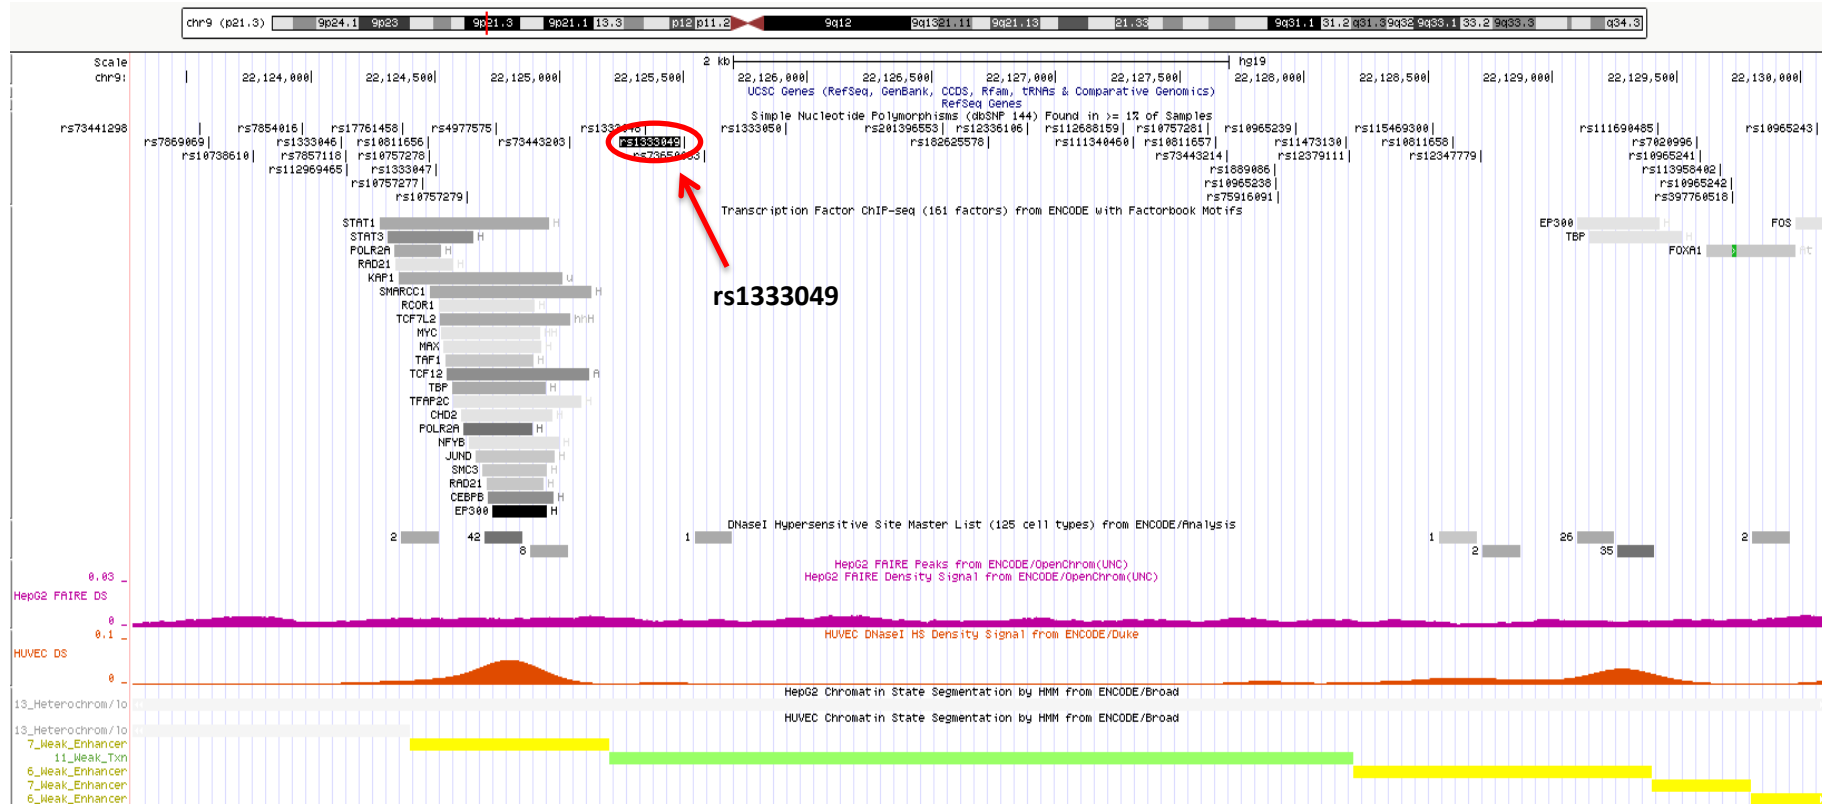 chr9 (p21.3) 9p24.1 9p23 9p21.3 9p21.1 13.3 p12 p11.2 9q12 9q13 21.11 9q21.13 21.33 9q31.1 31.2 q31.3 9q32 9q33.1 33.2 9q33.3 q34.3
Scale 2 kb hg19
chr9: 22,124,000 22,124,500 22,125,000 22,125,500 22,126,000 22,126,500 22,127,000 22,127,500 22,128,000 22,128,500 22,129,000 22,129,500 22,130,000
UCSC Genes (RefSeq, GenBank, CCDS, Rfam, tRNAs & Comparative Genomics)
RefSeq Genes
Simple Nucleotide Polymorphisms (dbSNP 144) Found in >= 1% of Samples
rs73441298 rs7854016 rs17761458 rs4977575 rs1333048 rs1333050 rs201396553 rs12336106 rs112688159 rs10757281 rs10965239 rs115469300 rs111690485 rs10965243
rs7869069 rs1333046 rs10811656 rs73443203 rs1333049 rs182625578 rs111340460 rs10811657 rs11473130 rs10811658 rs7020996
rs10738610 rs7857118 rs10757278 rs73443214 rs12379111 rs12347779 rs10965241
rs112969465 rs1333047 rs1889086 rs113958402
rs10757277 rs10965238 rs10965242
rs10757279 rs75916091 rs397760518
Transcription Factor ChIP-seq (161 factors) from ENCODE with Factorbook Motifs
STAT1 H EP300 H FOS
STAT3 H TBP H
POLR2A H FOXA1
RAD21 H
KAP1 u
SMARCC1 H
rs1333049
RCOR1 H
TCF7L2 hhH
MYC HH
MAX H
TAF1 H
TCF12 A
TBP H
TFAP2C H
CHD2 H
POLR2A H
NFYB H
JUND H
SMC3 H
RAD21 H
CEBPB H
EP300 H
DNaseI Hypersensitive Site Master List (125 cell types) from ENCODE/Analysis
2 42 1 1 26 2
8 2 35
HepG2 FAIRE Peaks from ENCODE/OpenChrom(UNC)
HepG2 FAIRE Density Signal from ENCODE/OpenChrom(UNC)
0.03 _
HepG2 FAIRE DS
0 _
HUVEC DNaseI HS Density Signal from ENCODE/Duke
0.1 _
HUVEC DS
0 _
HepG2 Chromatin State Segmentation by HMM from ENCODE/Broad
13_Heterochrom/lo
HUVEC Chromatin State Segmentation by HMM from ENCODE/Broad
13_Heterochrom/lo
7_Weak_Enhancer
11_Weak_Txn
6_Weak_Enhancer
7_Weak_Enhancer
6_Weak_Enhancer